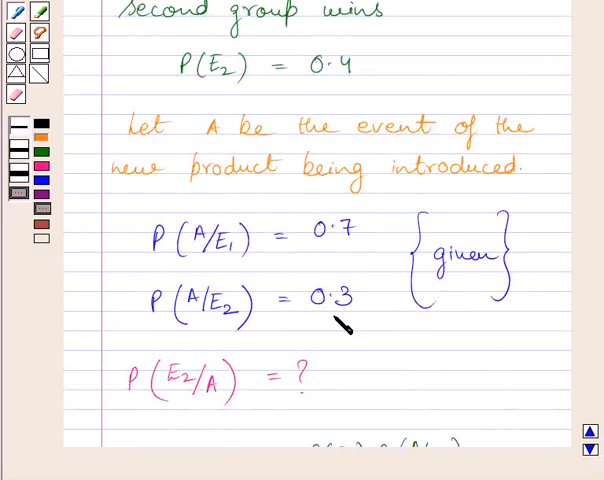 second group wins
P(E₂) = 0.4
Let A be the event of the
new product being introduced.
P(A/E₁) = 0.7
given
P(A/E₂) = 0.3
P(E₂/A) = ?